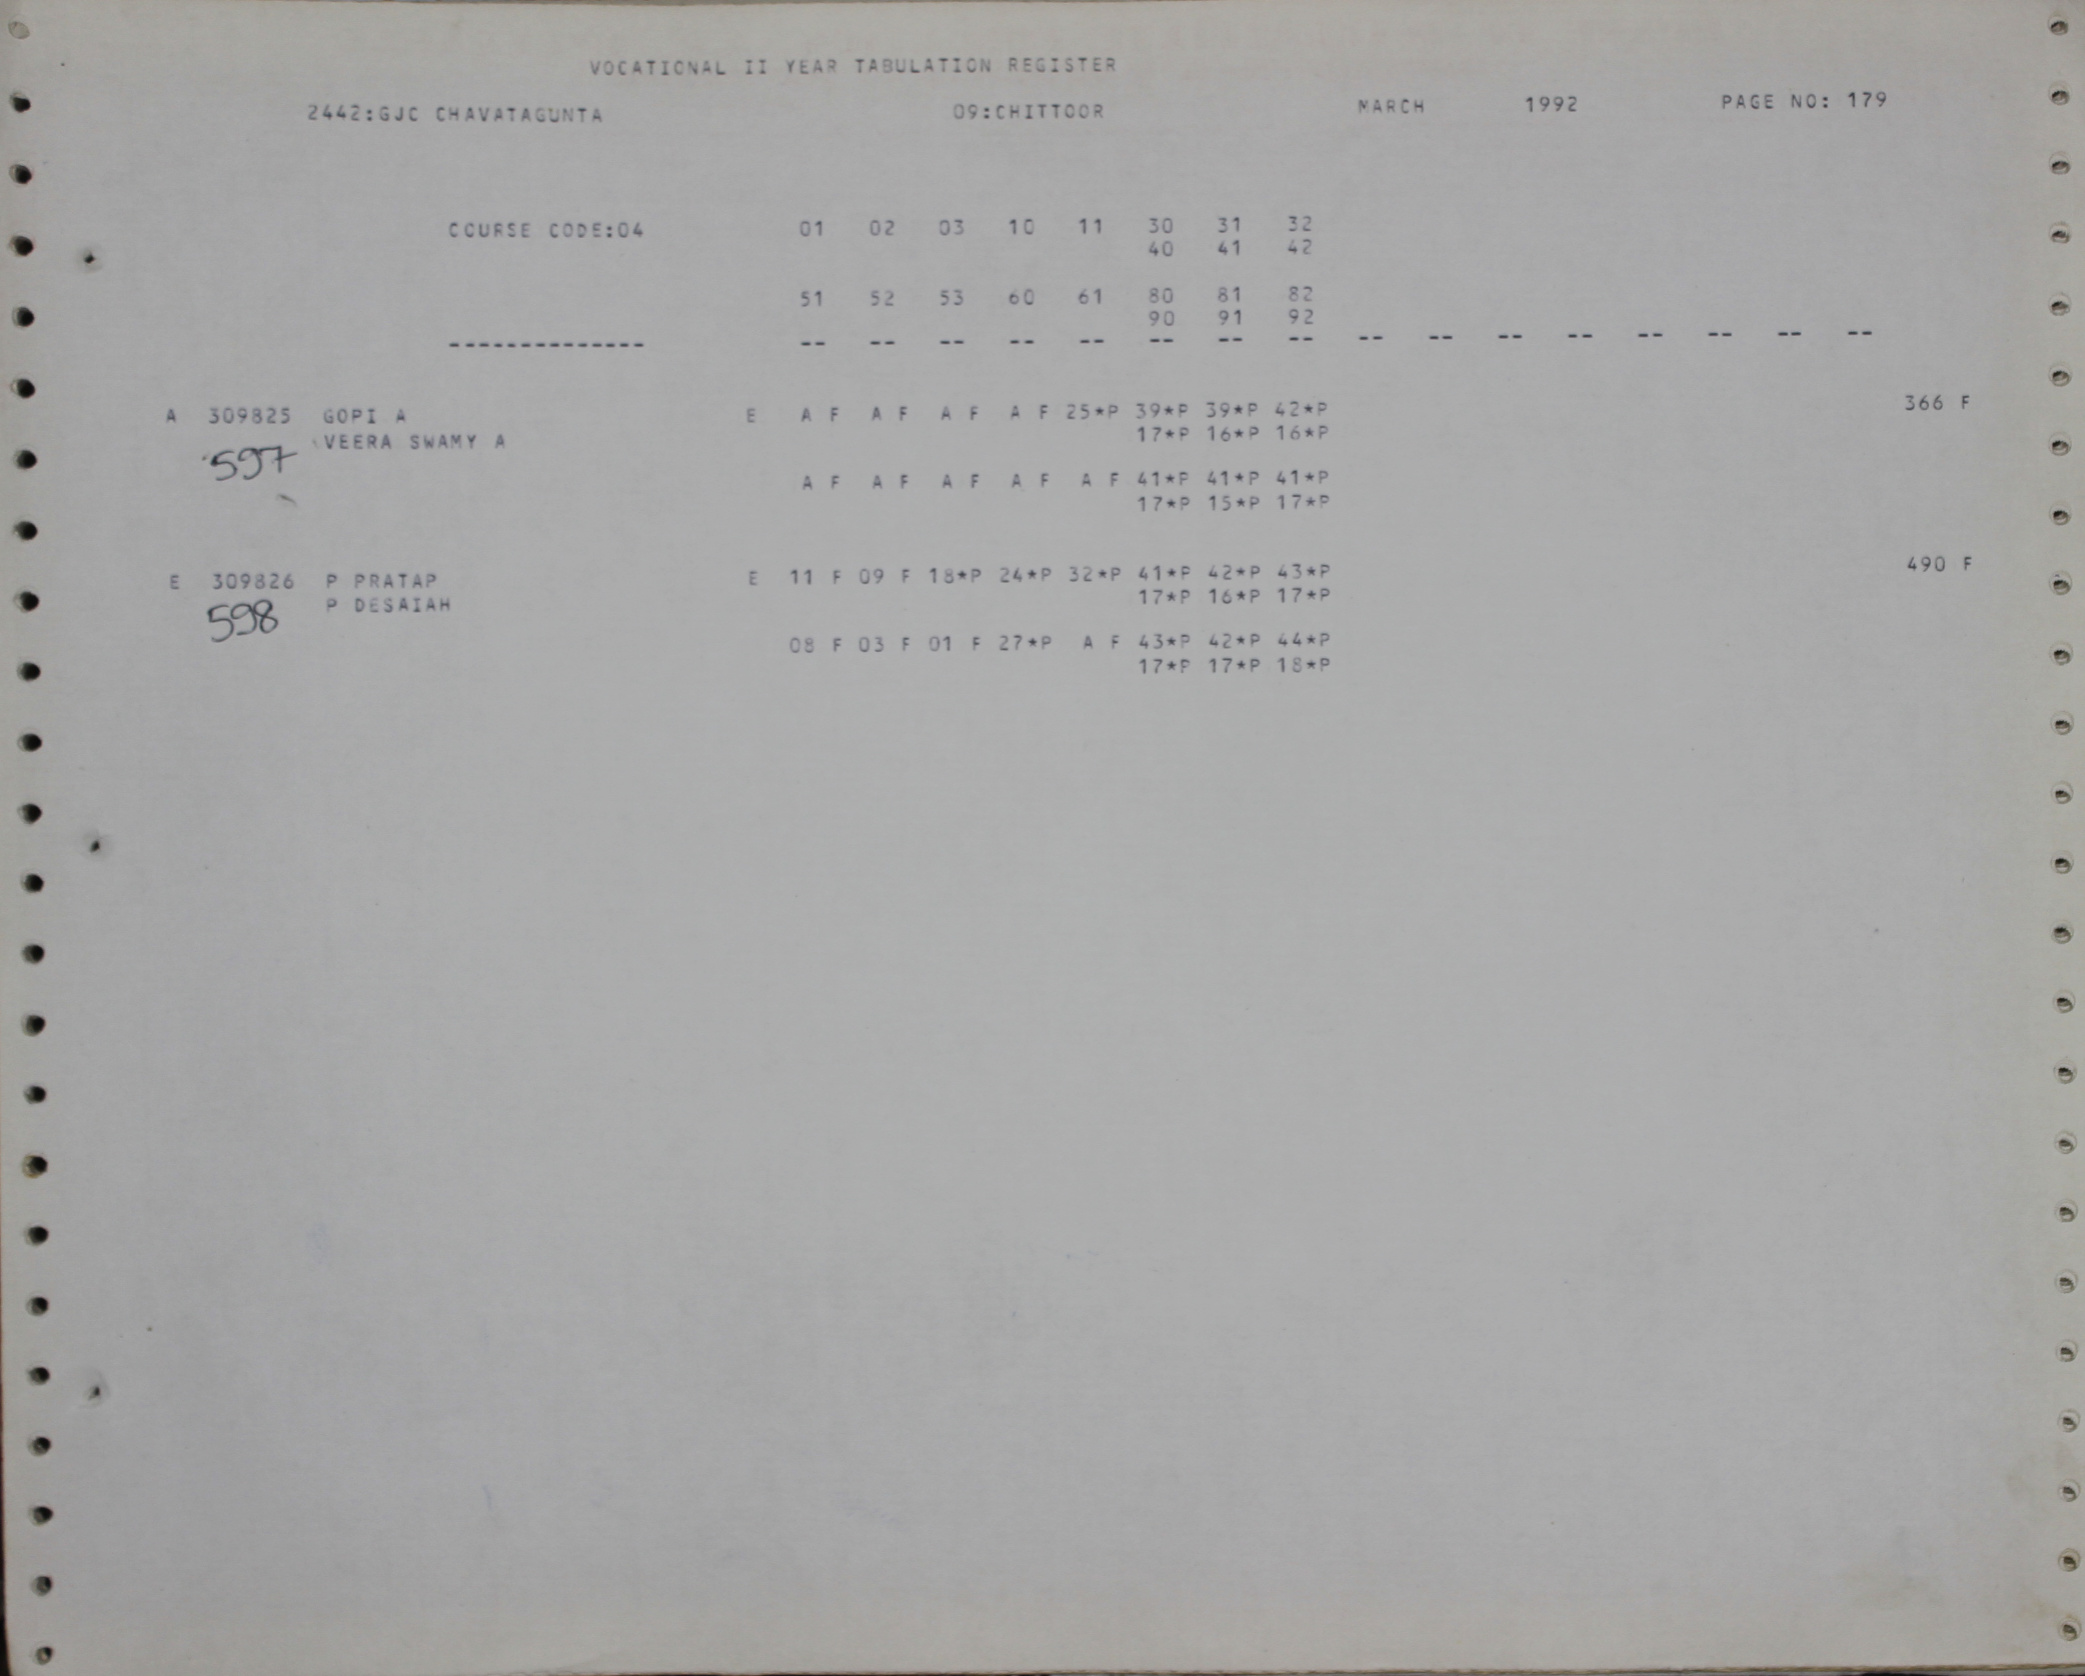 VOCATIONAL II YEAR TABULATION REGISTER
2442:GJC CHAVATAGUNTA 09:CHITTOOR MARCH 1992 PAGE NO: 179
COURSE CODE:04 01 02 03 10 11 30 31 32
40 41 42
51 52 53 60 61 80 81 82
90 91 92
-------------- -- -- -- -- -- -- -- -- -- -- -- -- -- -- -- --
A 309825 GOPI A E A F A F A F A F 25*P 39*P 39*P 42*P 366 F
VEERA SWAMY A 17*P 16*P 16*P
597
A F A F A F A F A F 41*P 41*P 41*P
17*P 15*P 17*P
E 309826 P PRATAP E 11 F 09 F 18*P 24*P 32*P 41*P 42*P 43*P 490 F
P DESAIAH 17*P 16*P 17*P
598
08 F 03 F 01 F 27*P A F 43*P 42*P 44*P
17*P 17*P 18*P